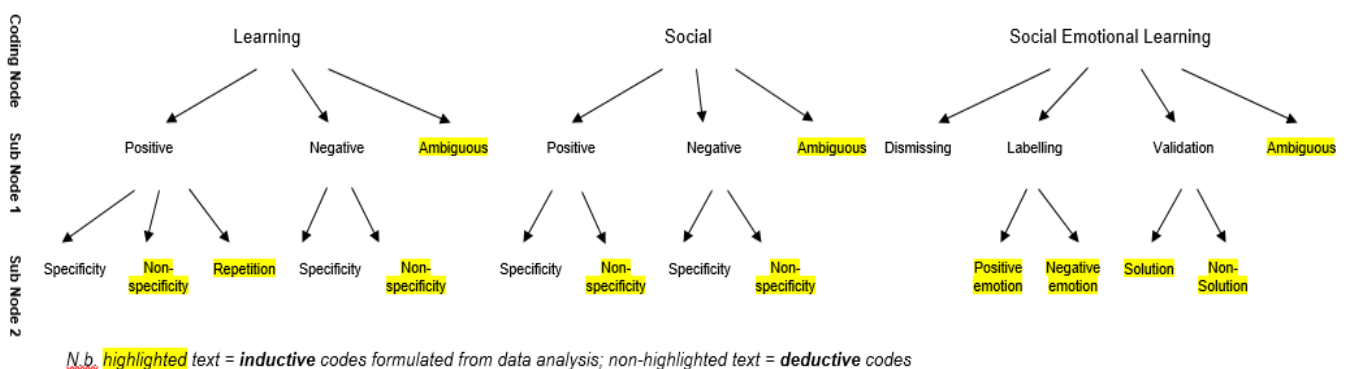 Coding Node
Learning
Social
Social Emotional Learning
Sub Node 1
Positive
Negative
Ambiguous
Positive
Negative
Ambiguous
Dismissing
Labelling
Validation
Ambiguous
Sub Node 2
Specificity
Non-
specificity
Repetition
Specificity
Non-
specificity
Specificity
Non-
specificity
Specificity
Non-
specificity
Positive
emotion
Negative
emotion
Solution
Non-
Solution
N.b. highlighted text = inductive codes formulated from data analysis; non-highlighted text = deductive codes